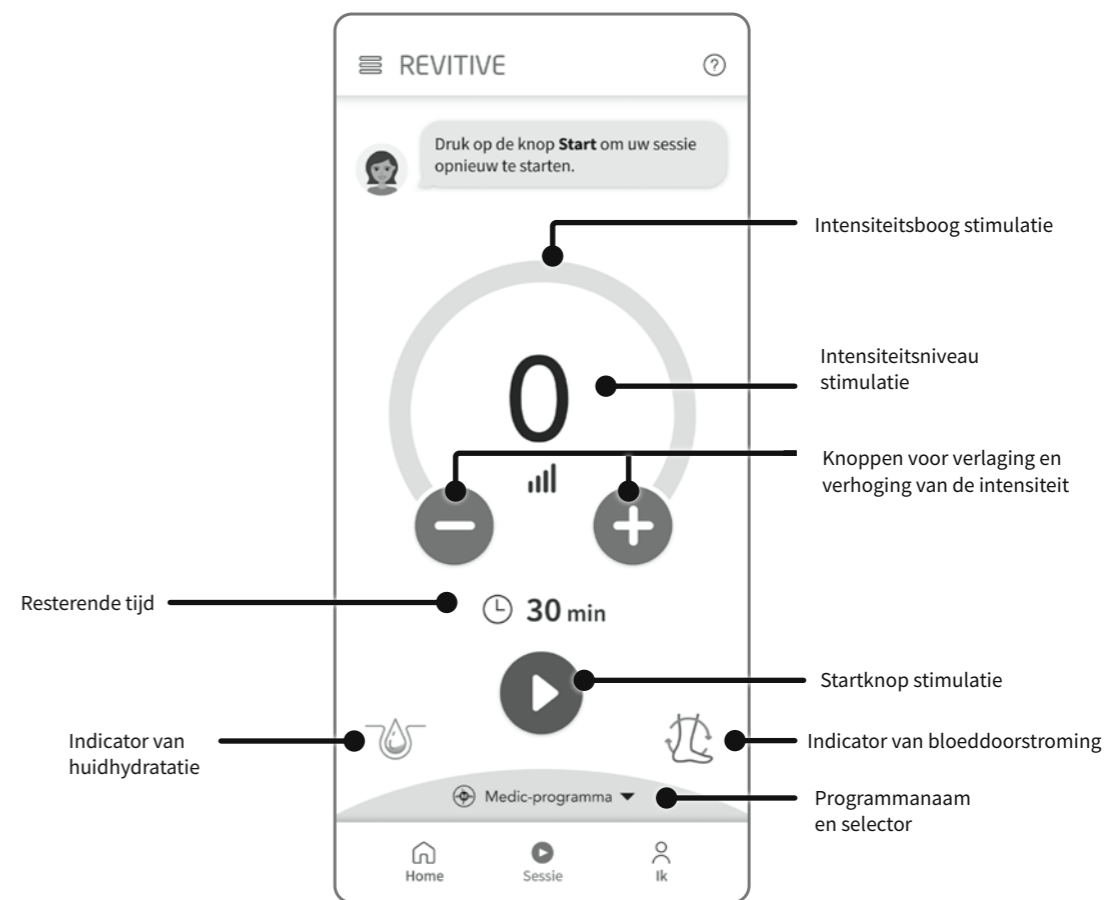 REVITIVE
?
Druk op de knop Start om uw sessie
opnieuw te starten.
Intensiteitsboog stimulatie
0
Intensiteitsniveau
stimulatie
Knoppen voor verlaging en
verhoging van de intensiteit
Resterende tijd
30 min
Startknop stimulatie
Indicator van
huidhydratatie
Indicator van bloeddoorstroming
Medic-programma
Programmanaam
en selector
Home
Sessie
Ik